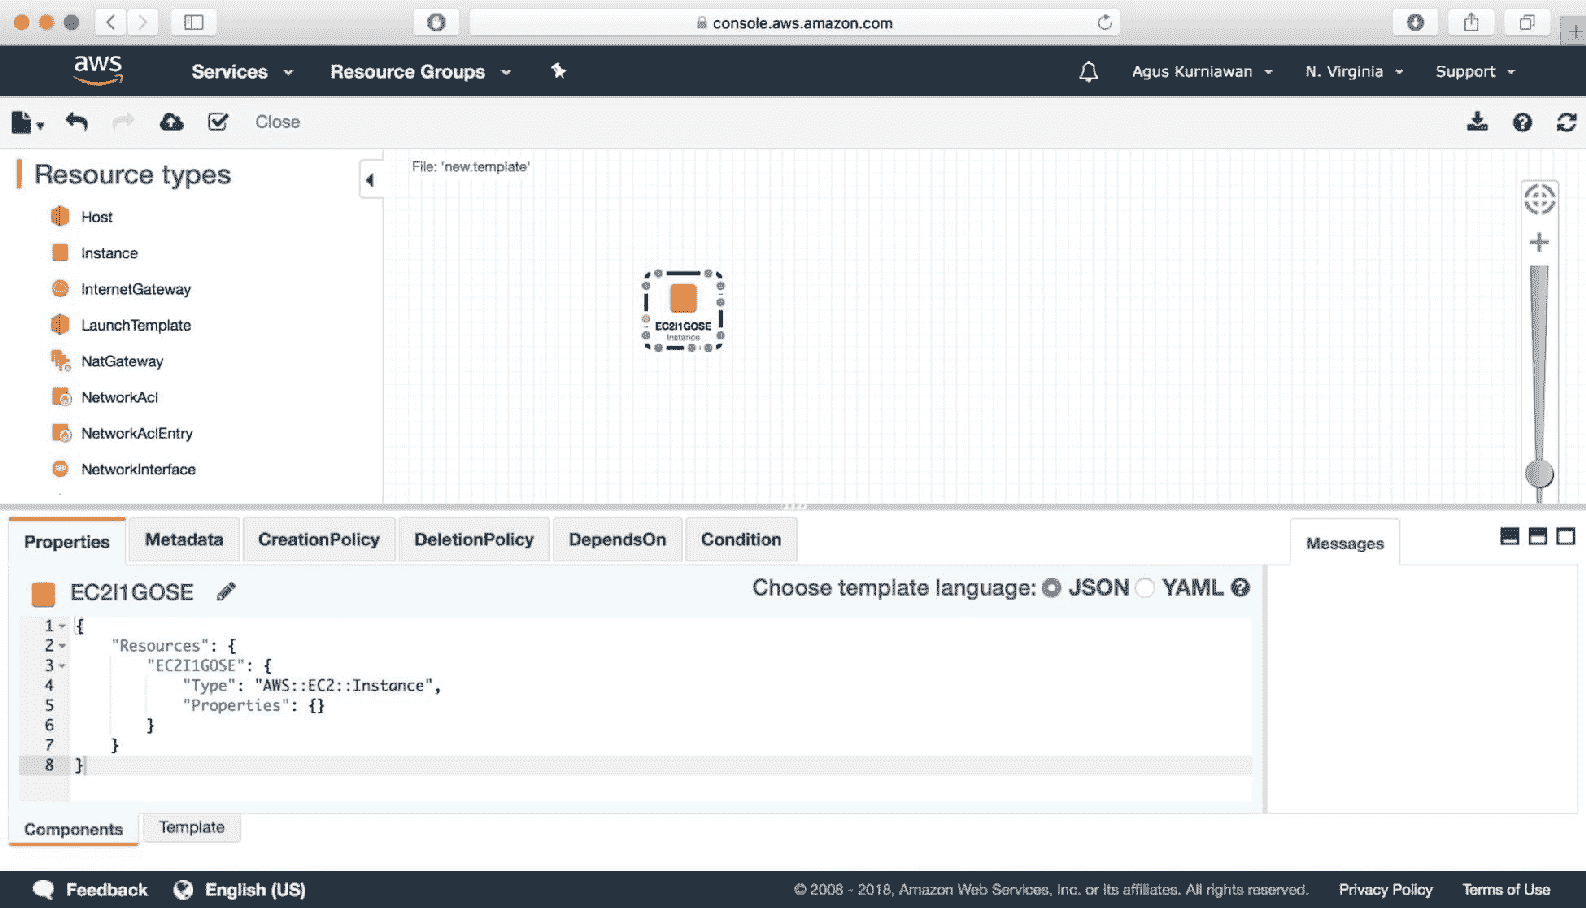 console.aws.amazon.com
aws Services Resource Groups Agus Kurniawan N. Virginia Support
Close
Resource types
File: 'new.template'
Host
Instance
InternetGateway
LaunchTemplate
NatGateway
NetworkAcl
NetworkAclEntry
NetworkInterface
EC2I1GOSE
Instance
Properties Metadata CreationPolicy DeletionPolicy DependsOn Condition Messages
EC2I1GOSE Choose template language: JSON YAML
1 {
2 "Resources": {
3 "EC2I1GOSE": {
4 "Type": "AWS::EC2::Instance",
5 "Properties": {}
6 }
7 }
8 }
Components Template
Feedback English (US) © 2008 - 2018, Amazon Web Services, Inc. or its affiliates. All rights reserved. Privacy Policy Terms of Use